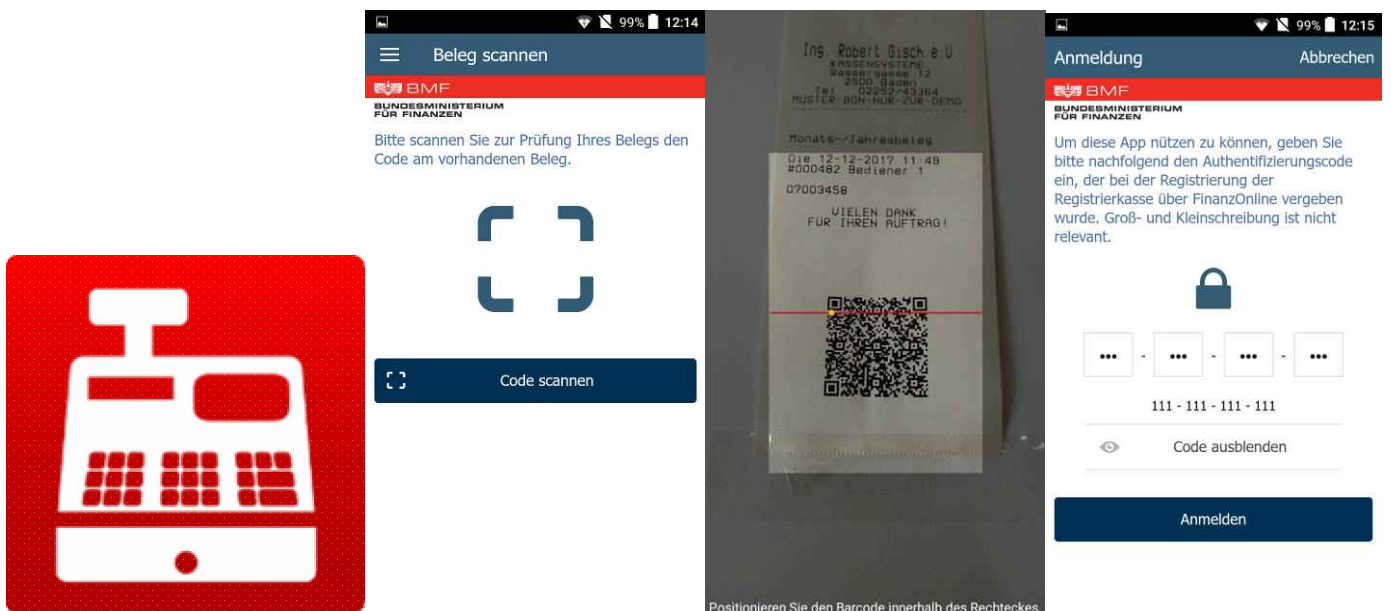 99% 12:14
Beleg scannen
BMF
BUNDESMINISTERIUM
FÜR FINANZEN
Bitte scannen Sie zur Prüfung Ihres Belegs den
Code am vorhandenen Beleg.
Code scannen
Ing. Robert Gisch e.U
KASSENSYSTEME
Wassergasse 12
2500 Baden
Tel 02252/43364
MUSTER-BON-NUR-ZUR-DEMO
Monats-/Jahresbeleg
Die 12-12-2017 11:49
#000482 Bediener 1
07003458
VIELEN DANK
FÜR IHREN AUFTRAG!
Positionieren Sie den Barcode innerhalb des Rechteckes.
99% 12:15
Anmeldung Abbrechen
BMF
BUNDESMINISTERIUM
FÜR FINANZEN
Um diese App nützen zu können, geben Sie
bitte nachfolgend den Authentifizierungscode
ein, der bei der Registrierung der
Registrierkasse über FinanzOnline vergeben
wurde. Groß- und Kleinschreibung ist nicht
relevant.
••• - ••• - ••• - •••
111 - 111 - 111 - 111
Code ausblenden
Anmelden